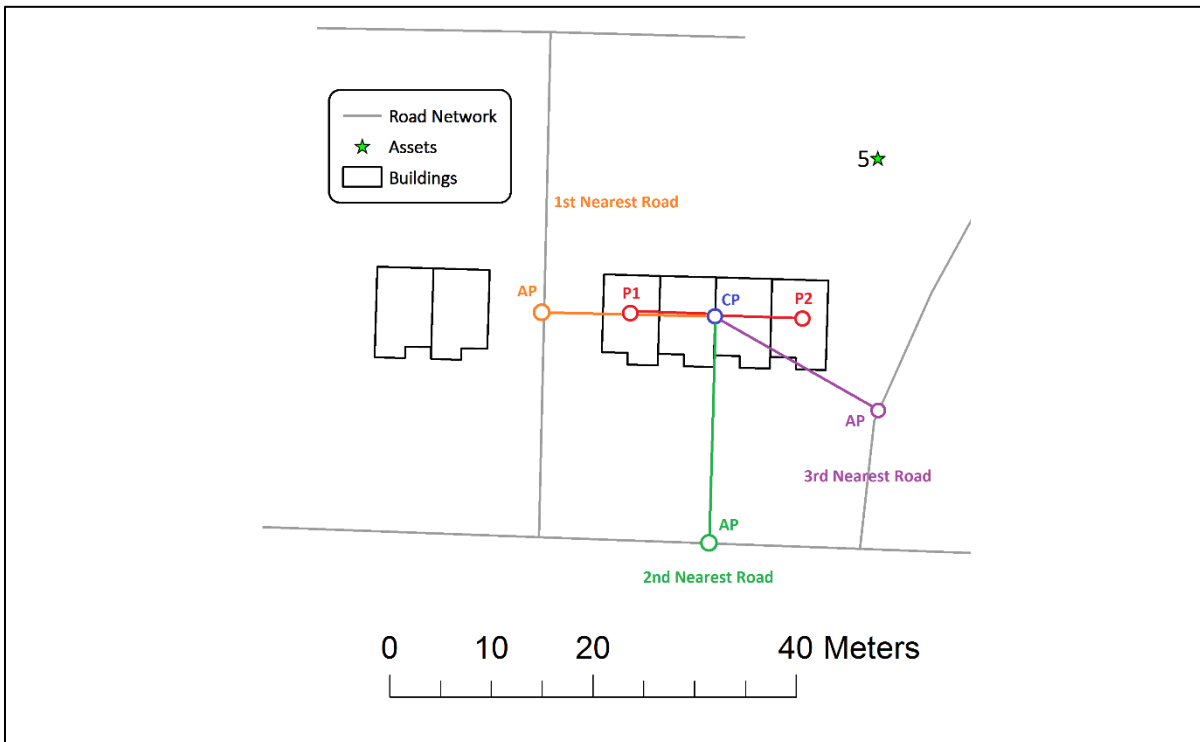 Road Network
Assets
Buildings
5
1st Nearest Road
AP
P1
CP
P2
AP
3rd Nearest Road
AP
2nd Nearest Road
0 10 20 40 Meters